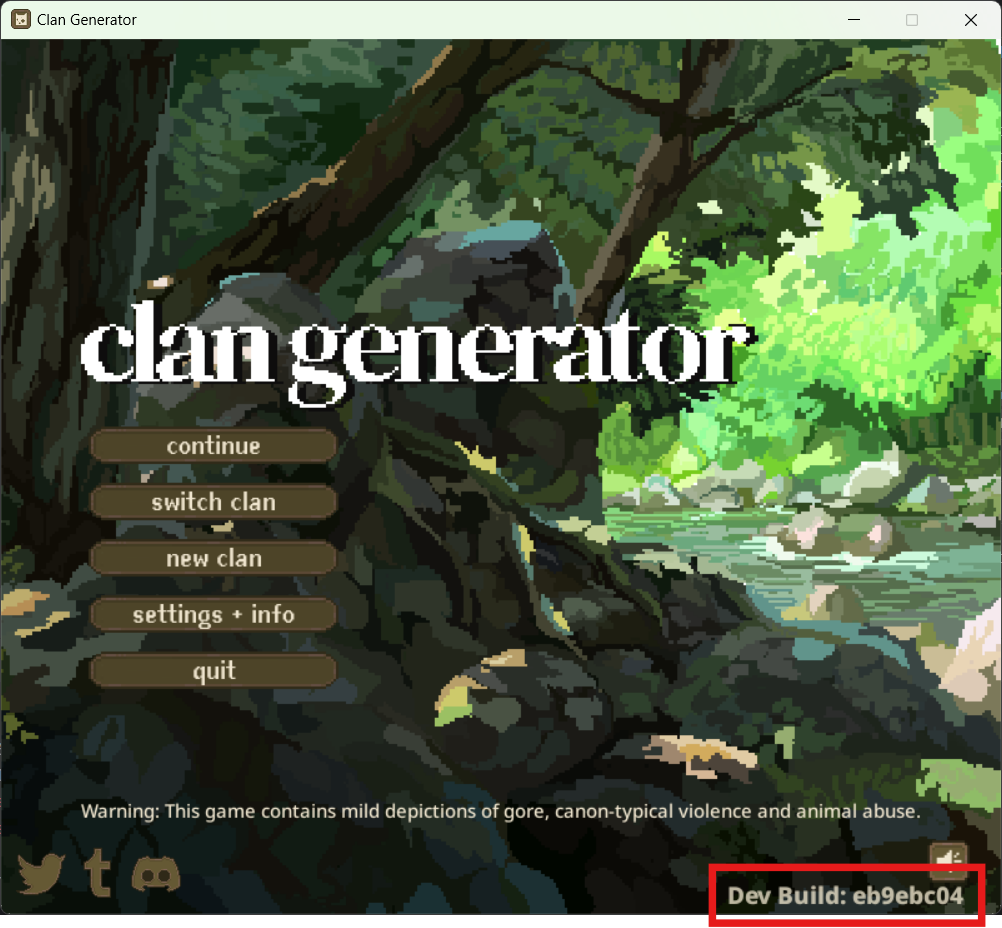 Clan Generator
clan generator
continue
switch clan
new clan
settings + info
quit
Warning: This game contains mild depictions of gore, canon-typical violence and animal abuse.
Dev Build: eb9ebc04